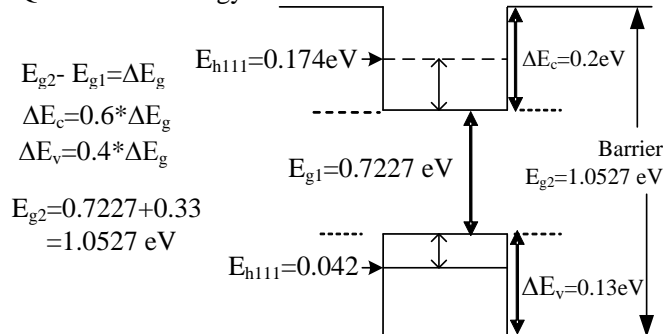 E_g2- E_g1=ΔE_g
ΔE_c=0.6*ΔE_g
ΔE_v=0.4*ΔE_g
E_g2=0.7227+0.33
=1.0527 eV
E_h111=0.174eV
ΔE_c=0.2eV
E_g1=0.7227 eV
Barrier
E_g2=1.0527 eV
E_h111=0.042
ΔE_v=0.13eV